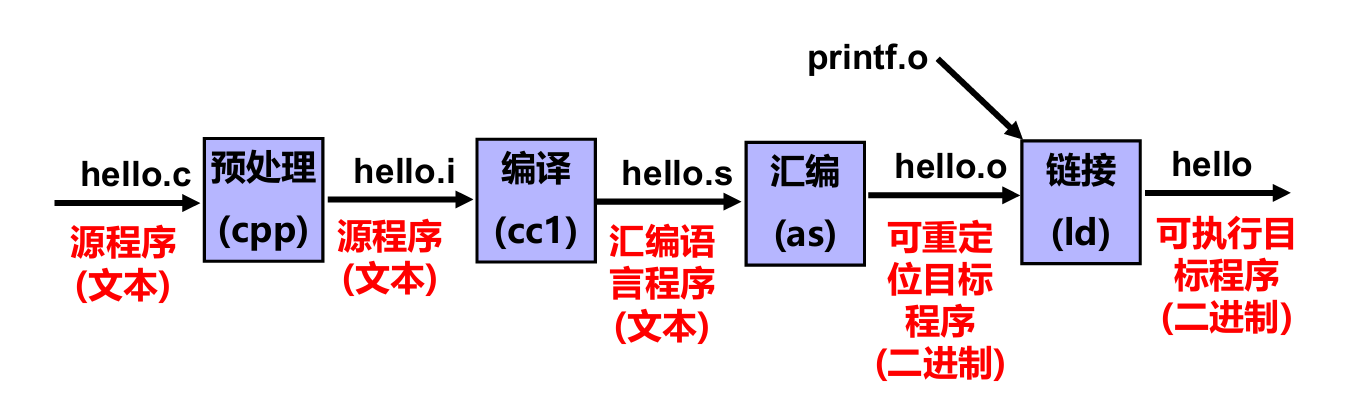 printf.o
hello.c
预处理
(cpp)
hello.i
编译
(cc1)
hello.s
汇编
(as)
hello.o
链接
(ld)
hello
源程序
(文本)
源程序
(文本)
汇编语
言程序
(文本)
可重定
位目标
程序
(二进制)
可执行目
标程序
(二进制)